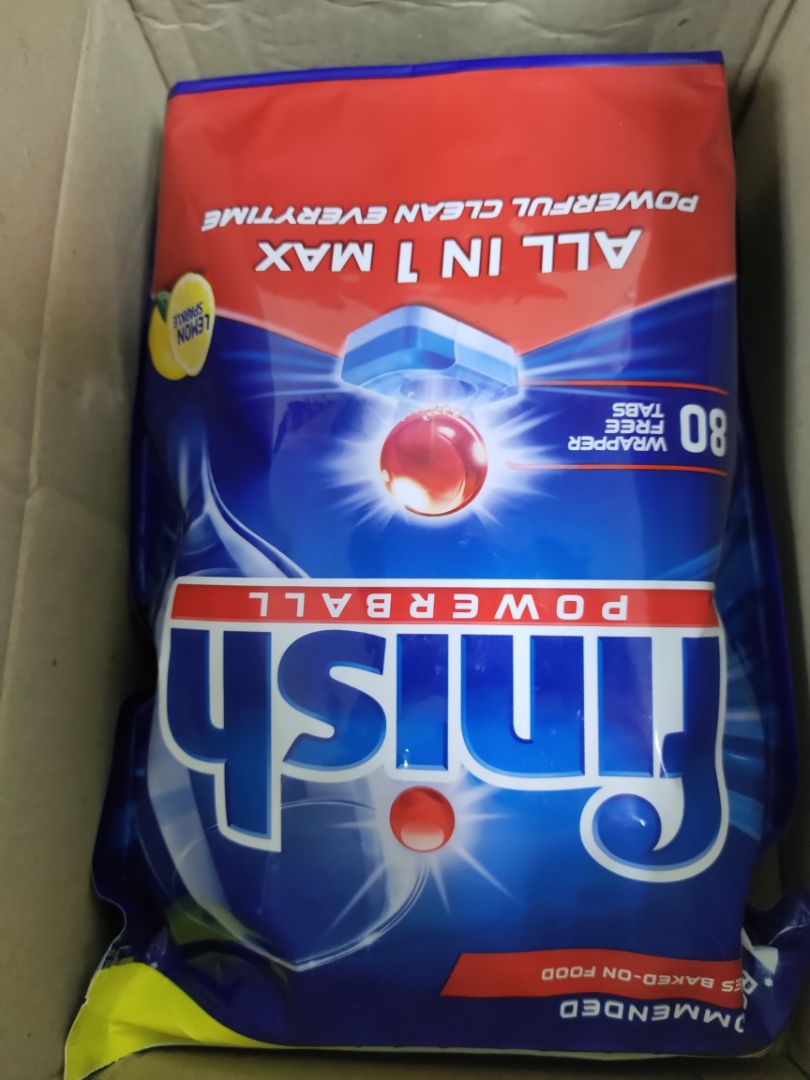 OMMENDED
ES BAKED-ON FOOD
finish
POWERBALL
80
WRAPPER
FREE
TABS
LEMON
SPARKLE
ALL IN 1 MAX
POWERFUL CLEAN EVERYTIME